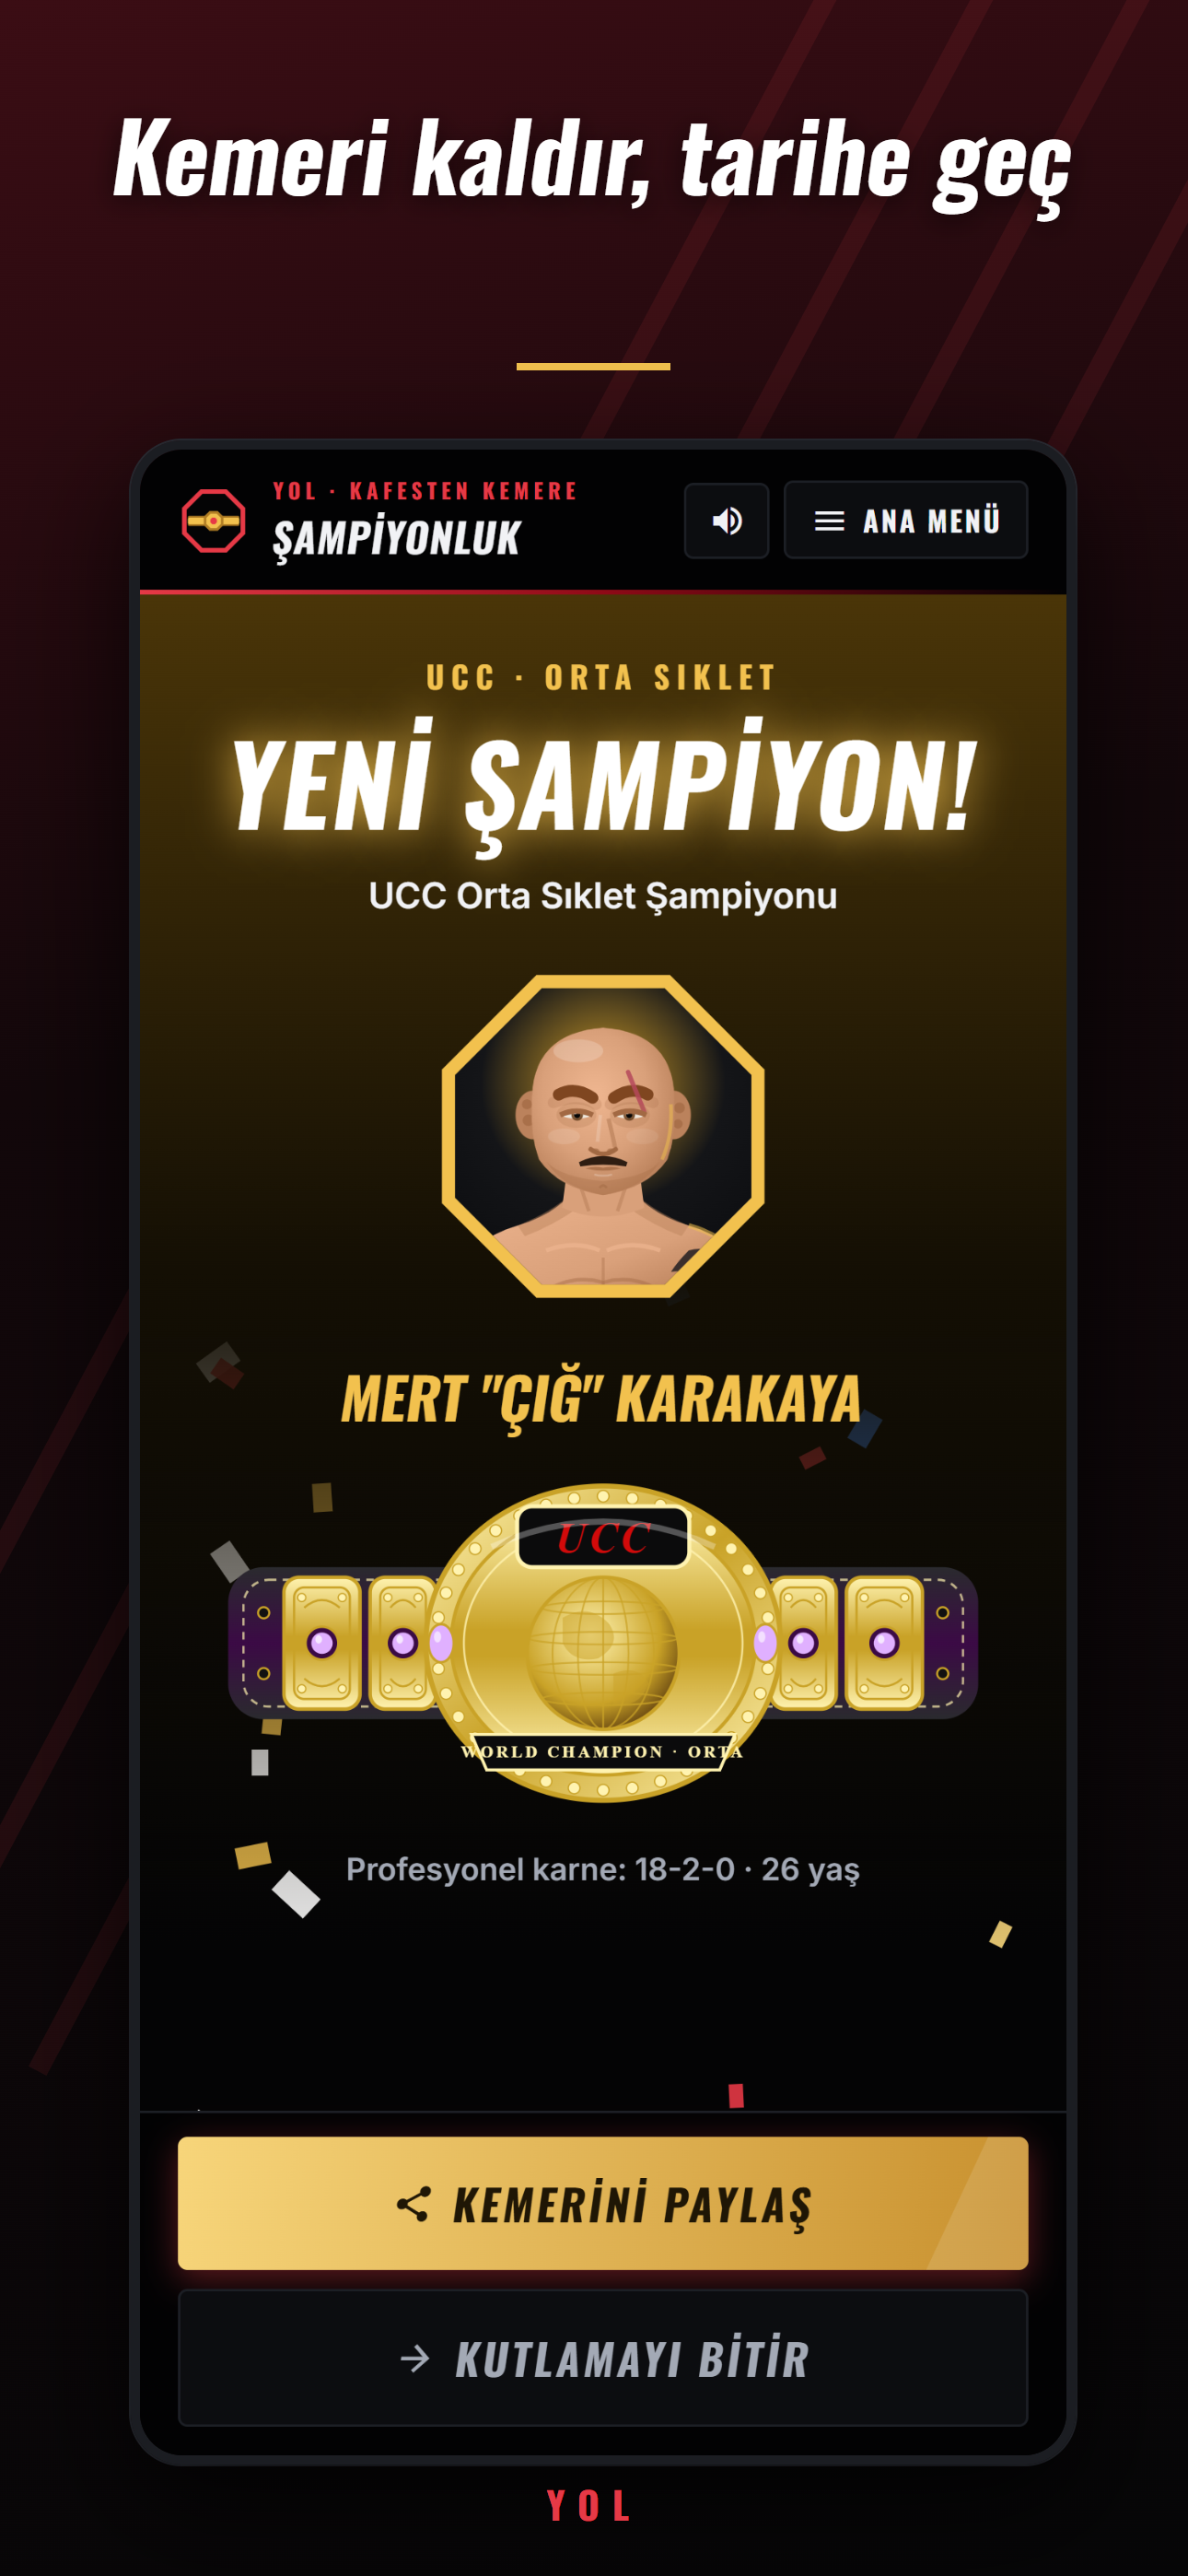 Kemeri kaldır, tarihe geç
YOL · KAFESTEN KEMERE
ŞAMPİYONLUK
ANA MENÜ
UCC · ORTA SIKLET
YENİ ŞAMPİYON!
UCC Orta Sıklet Şampiyonu
MERT "ÇIĞ" KARAKAYA
UCC
WORLD CHAMPION · ORTA
Profesyonel karne: 18-2-0 · 26 yaş
KEMERİNİ PAYLAŞ
KUTLAMAYI BİTİR
YOL